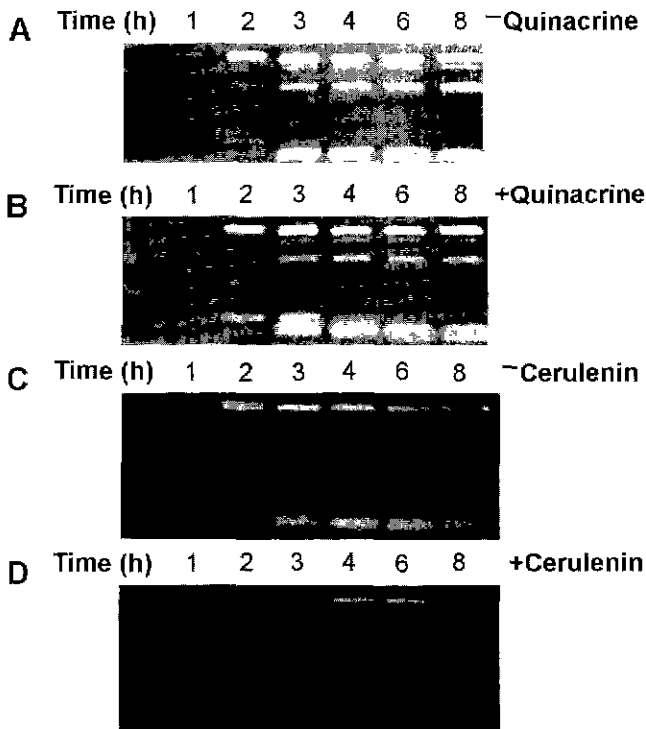 A Time (h) 1 2 3 4 6 8 −Quinacrine
B Time (h) 1 2 3 4 6 8 +Quinacrine
C Time (h) 1 2 3 4 6 8 −Cerulenin
D Time (h) 1 2 3 4 6 8 +Cerulenin